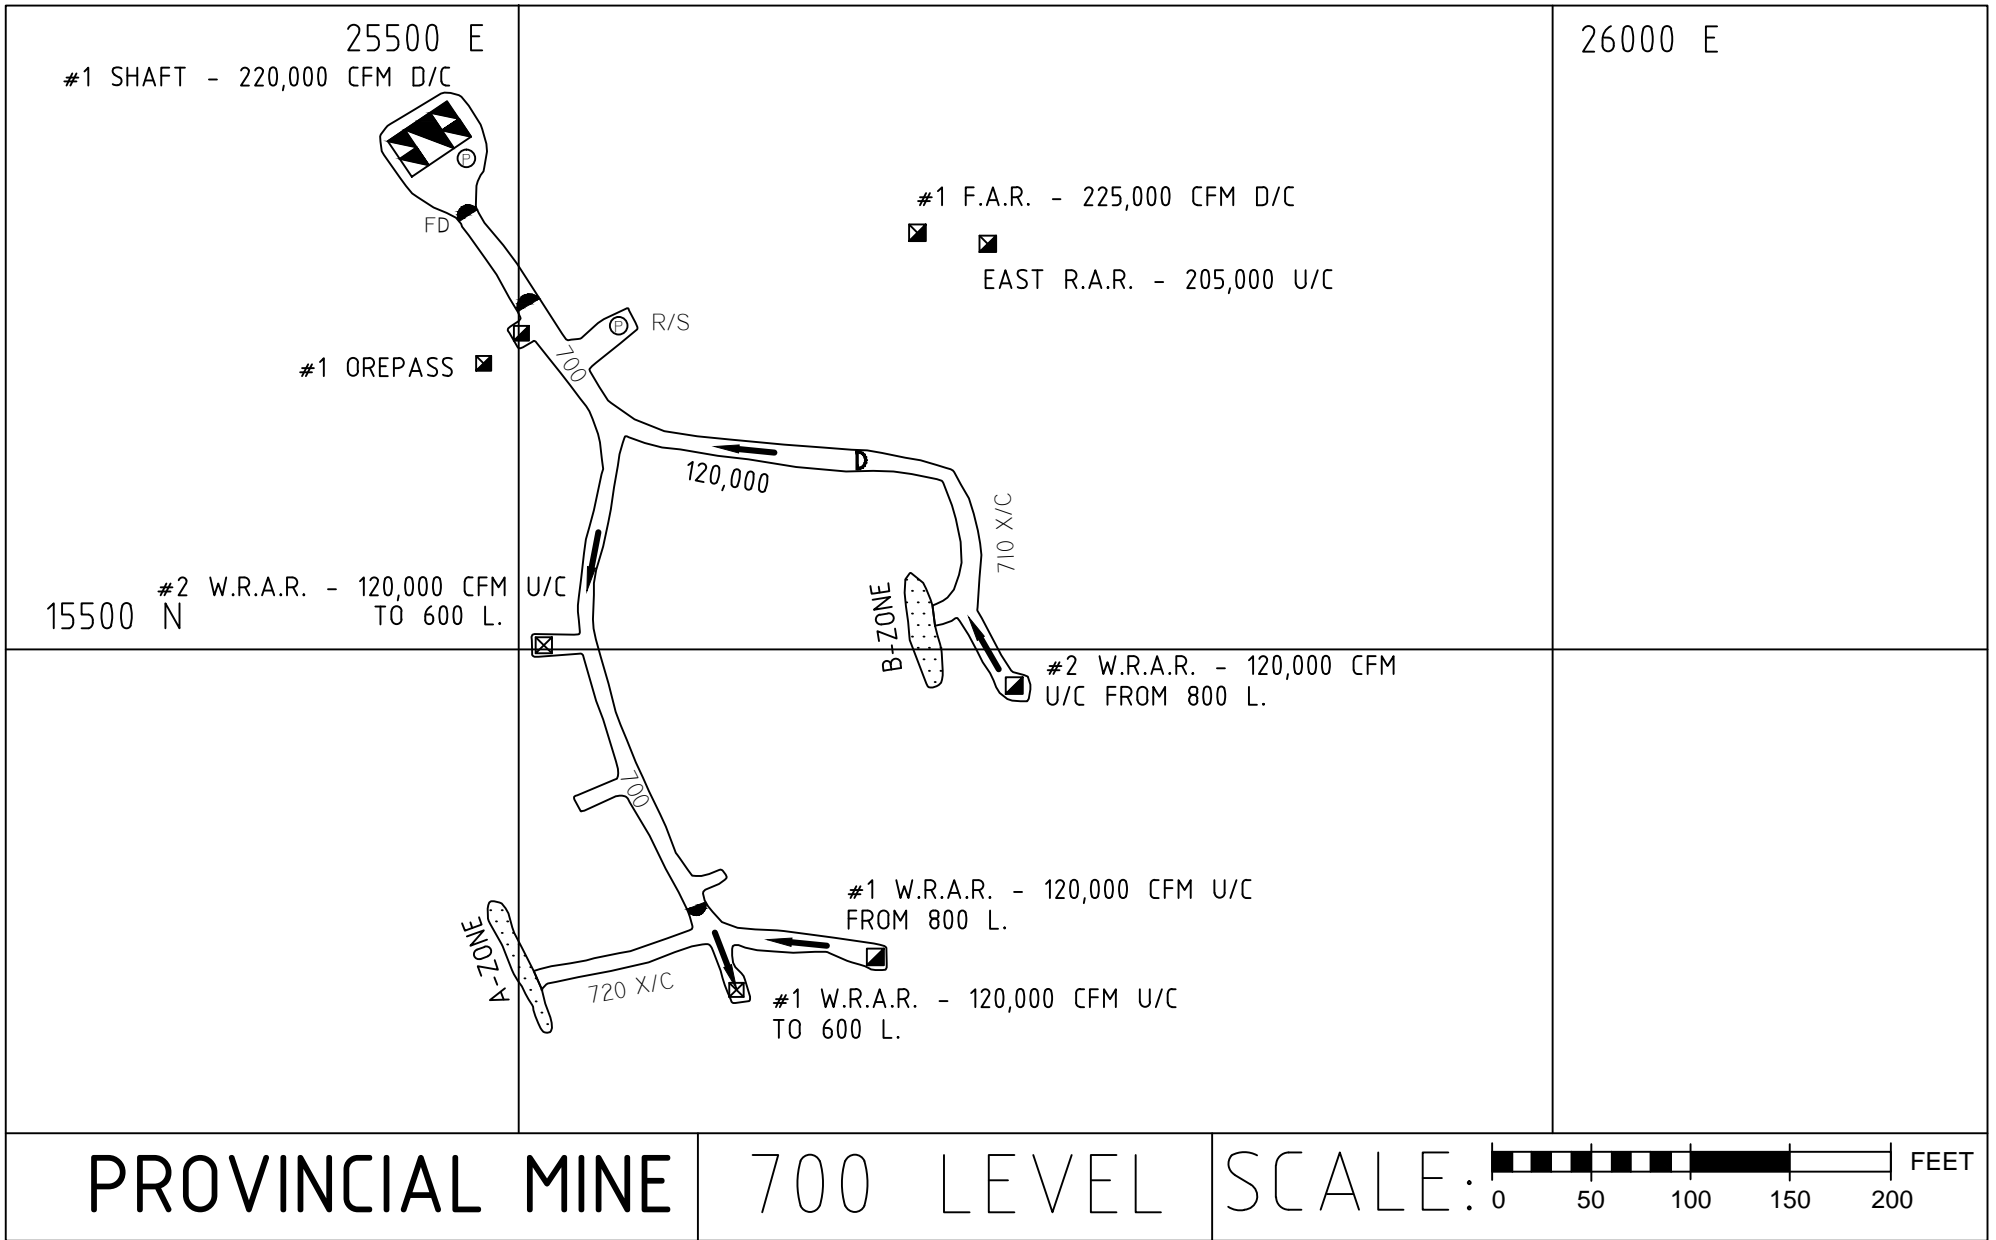 25500 E
26000 E
#1 SHAFT - 220,000 CFM D/C
P
FD
#1 F.A.R. - 225,000 CFM D/C
EAST R.A.R. - 205,000 U/C
P
R/S
700
#1 OREPASS
120,000
D
710 X/C
#2 W.R.A.R. - 120,000 CFM U/C
TO 600 L.
15500 N
B-ZONE
#2 W.R.A.R. - 120,000 CFM
U/C FROM 800 L.
700
#1 W.R.A.R. - 120,000 CFM U/C
FROM 800 L.
A-ZONE
720 X/C
#1 W.R.A.R. - 120,000 CFM U/C
TO 600 L.
PROVINCIAL MINE
700 LEVEL
SCALE:
0 50 100 150 200
FEET